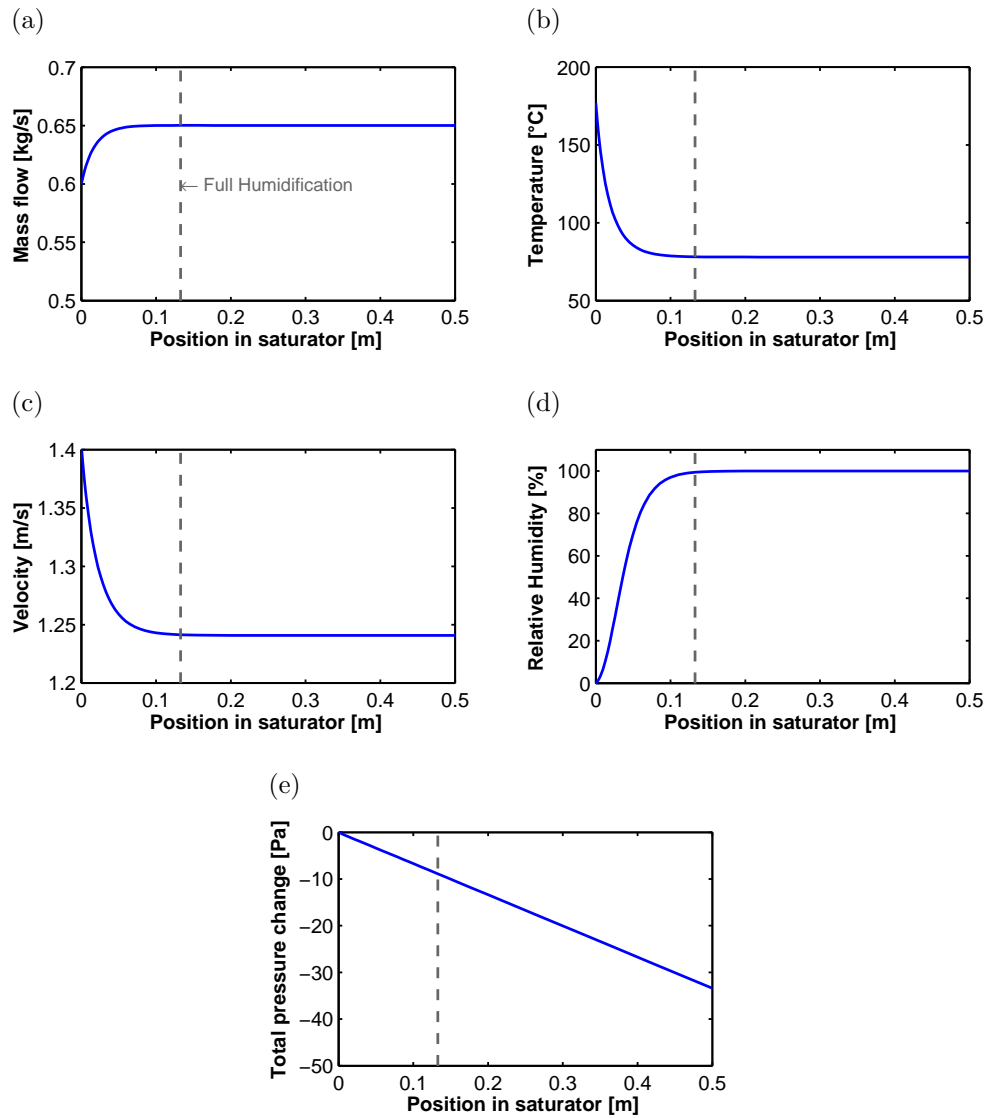 (a)
0.7
0.65
0.6
0.55
0.5
Mass flow [kg/s]
← Full Humidification
0 0.1 0.2 0.3 0.4 0.5
Position in saturator [m]
(b)
200
150
100
50
Temperature [°C]
0 0.1 0.2 0.3 0.4 0.5
Position in saturator [m]
(c)
1.4
1.35
1.3
1.25
1.2
Velocity [m/s]
0 0.1 0.2 0.3 0.4 0.5
Position in saturator [m]
(d)
100
80
60
40
20
0
Relative Humidity [%]
0 0.1 0.2 0.3 0.4 0.5
Position in saturator [m]
(e)
0
−10
−20
−30
−40
−50
Total pressure change [Pa]
0 0.1 0.2 0.3 0.4 0.5
Position in saturator [m]